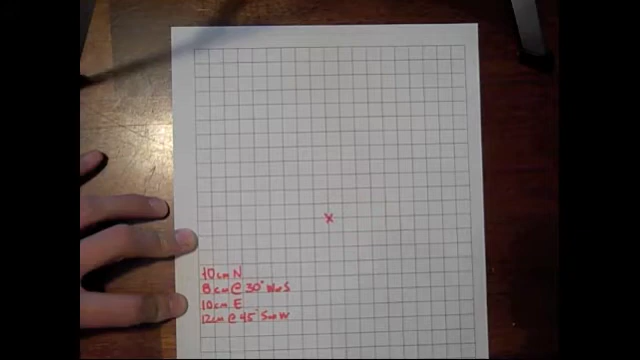 x
10cm N
8cm @ 30° W of S
10cm E
12cm @ 45° S of W